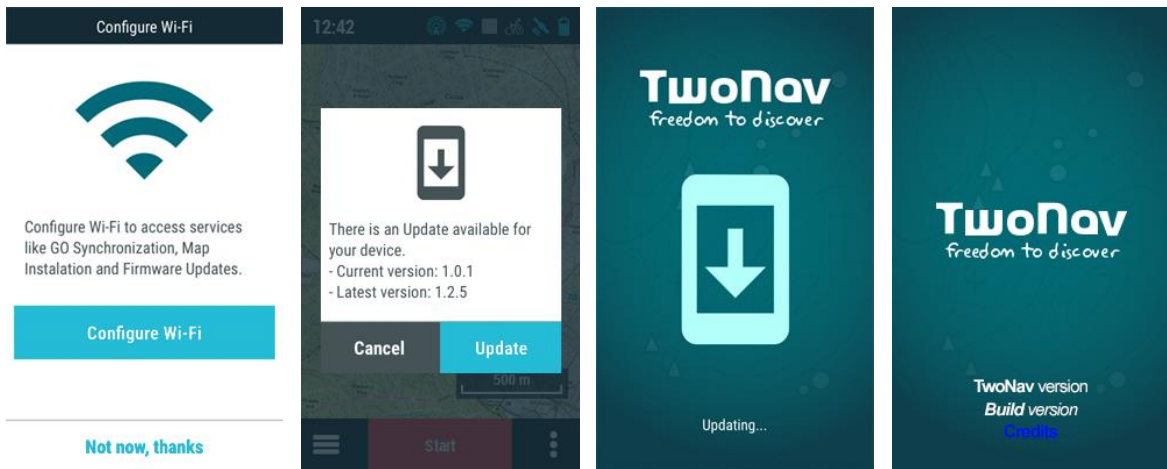 Configure Wi-Fi
Configure Wi-Fi to access services
like GO Synchronization, Map
Instalation and Firmware Updates.
Configure Wi-Fi
Not now, thanks
12:42
There is an Update available for
your device.
- Current version: 1.0.1
- Latest version: 1.2.5
Cancel
Update
500 m
Start
TwoNav
freedom to discover
Updating...
TwoNav
freedom to discover
TwoNav version
Build version
Credits